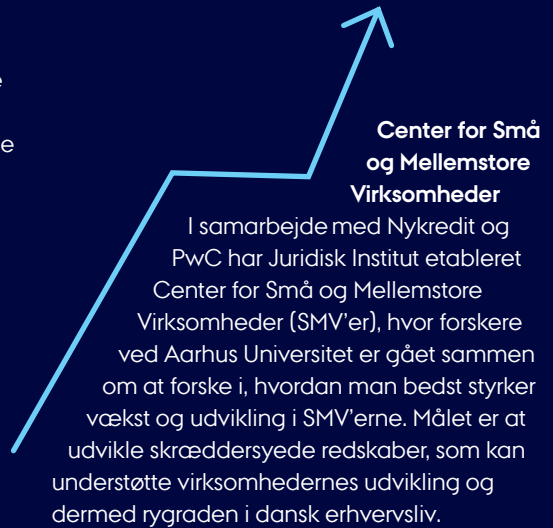 Center for Små
og Mellemstore
Virksomheder
I samarbejde med Nykredit og
PwC har Juridisk Institut etableret
Center for Små og Mellemstore
Virksomheder (SMV’er), hvor forskere
ved Aarhus Universitet er gået sammen
om at forske i, hvordan man bedst styrker
vækst og udvikling i SMV’erne. Målet er at
udvikle skræddersyede redskaber, som kan
understøtte virksomhedernes udvikling og
dermed rygraden i dansk erhvervsliv.